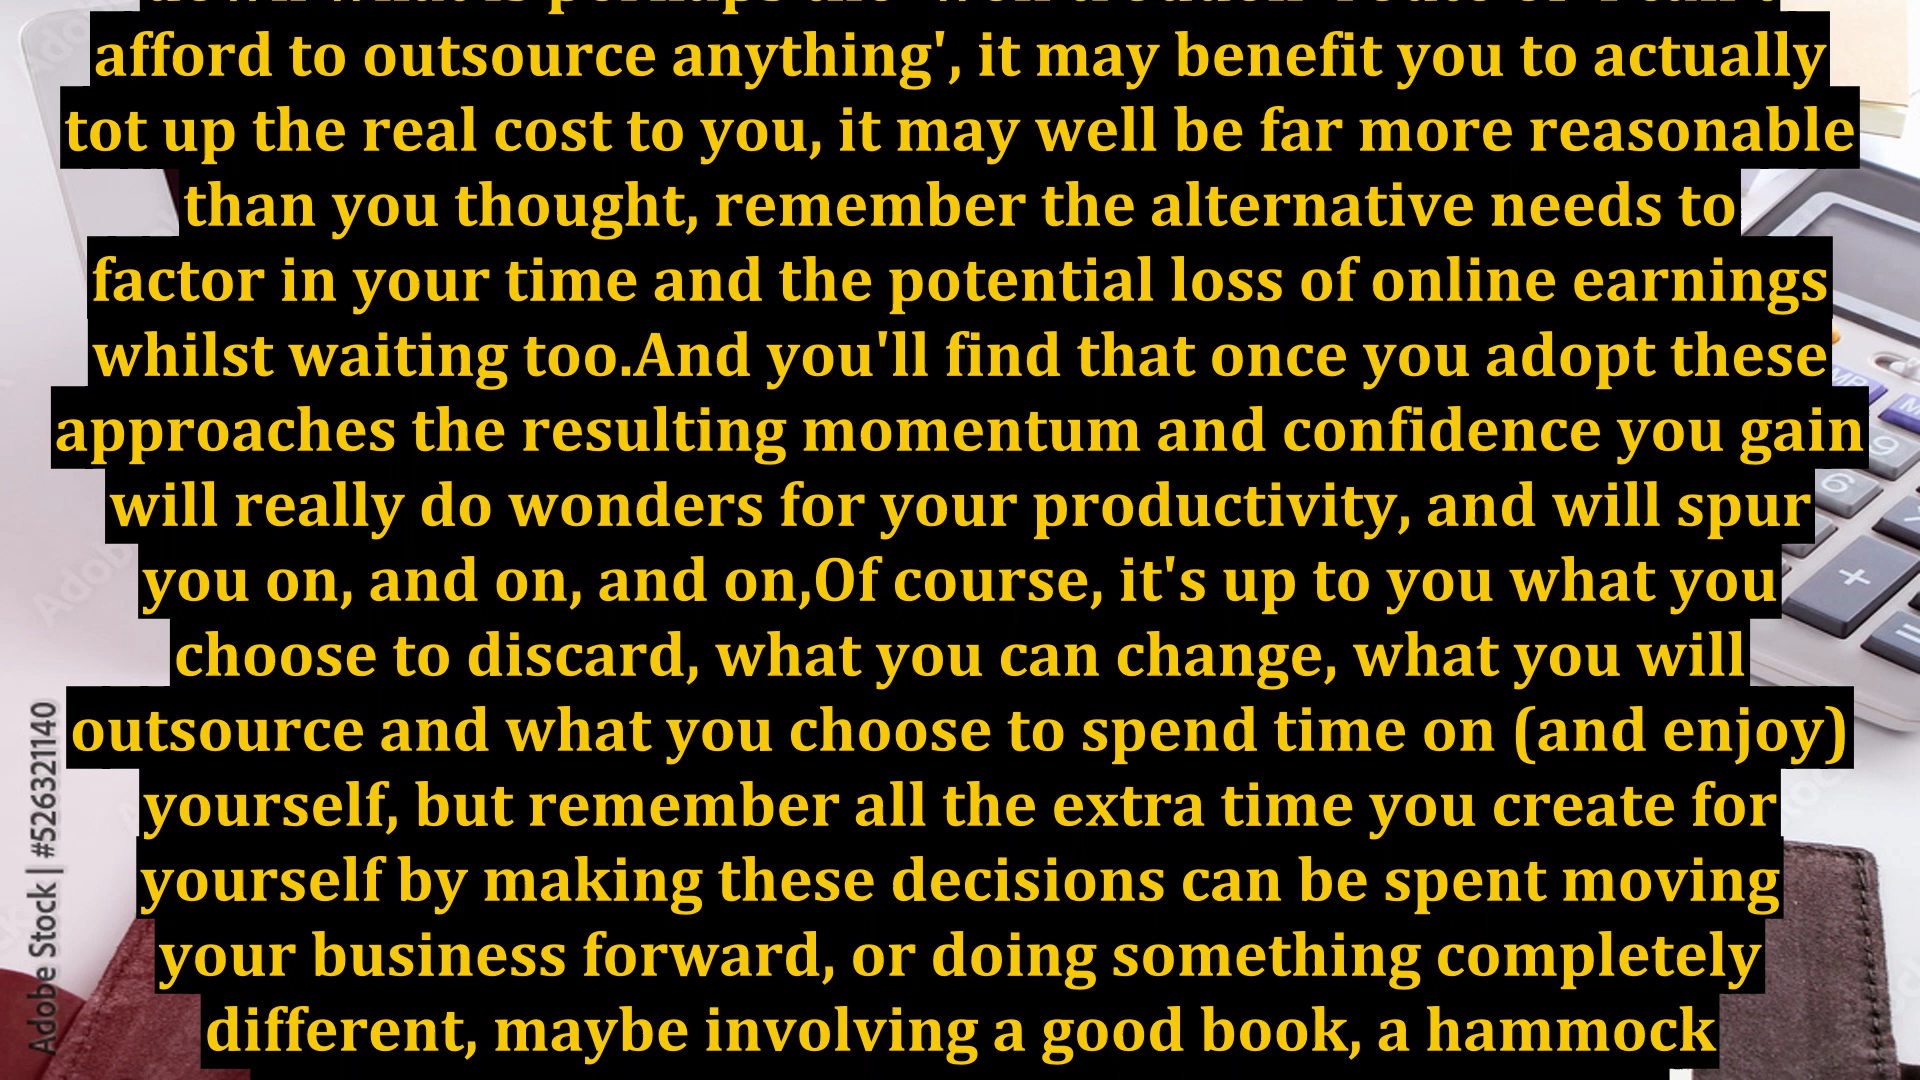 afford to outsource anything', it may benefit you to actually
tot up the real cost to you, it may well be far more reasonable
than you thought, remember the alternative needs to
factor in your time and the potential loss of online earnings
whilst waiting too.And you'll find that once you adopt these
approaches the resulting momentum and confidence you gain
will really do wonders for your productivity, and will spur
you on, and on, and on,Of course, it's up to you what you
choose to discard, what you can change, what you will
outsource and what you choose to spend time on (and enjoy)
yourself, but remember all the extra time you create for
yourself by making these decisions can be spent moving
your business forward, or doing something completely
different, maybe involving a good book, a hammock
Adobe Stock | #526321140
9
6
+
=